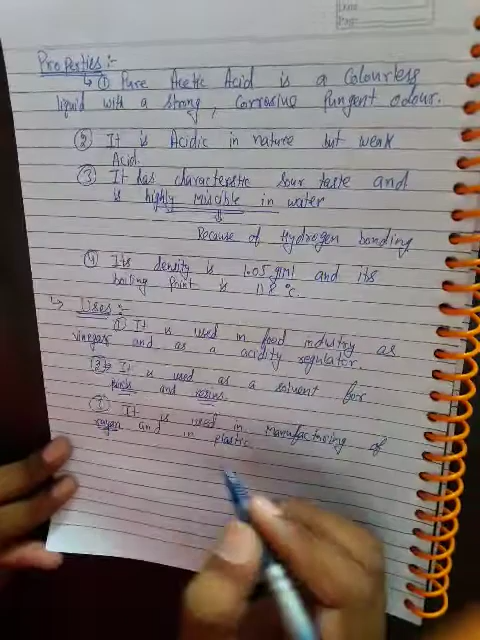 Properties :-
↳ ① Pure Acetic Acid is a Colourless
liquid with a strong, corrosive Pungent odour.
② It is Acidic in nature but weak
Acid.
③ It has characterstic Sour taste and
is highly miscible in water
⇓
Because of Hydrogen bonding
④ Its density is 1.05 g/ml and its
boiling Point is 118 °C.
↳ Uses :-
① It is used in food industry as
vinegar and as a acidity regulator.
② It is used as a solvent for
and resins.
③ It is used in Manufacturing of
rayon and in plastic